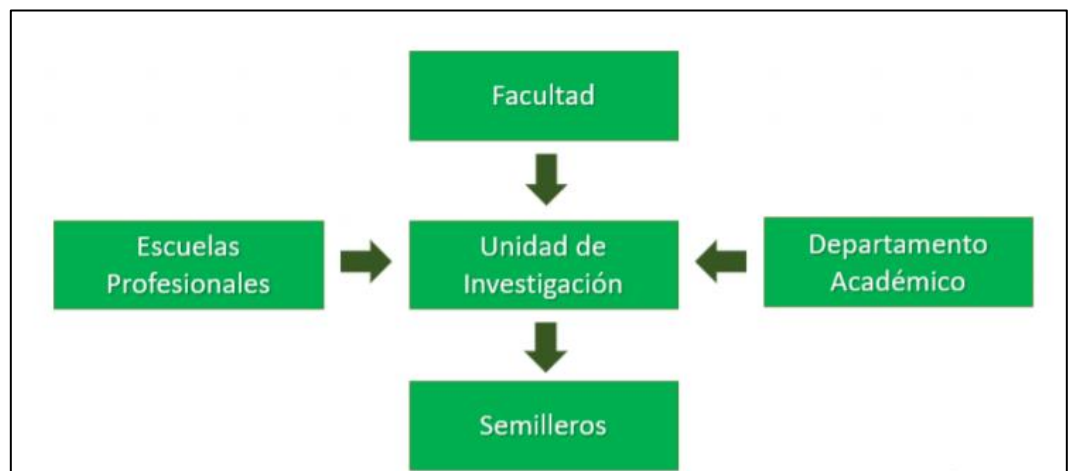 Facultad
Escuelas
Profesionales
Unidad de
Investigación
Departamento
Académico
Semilleros